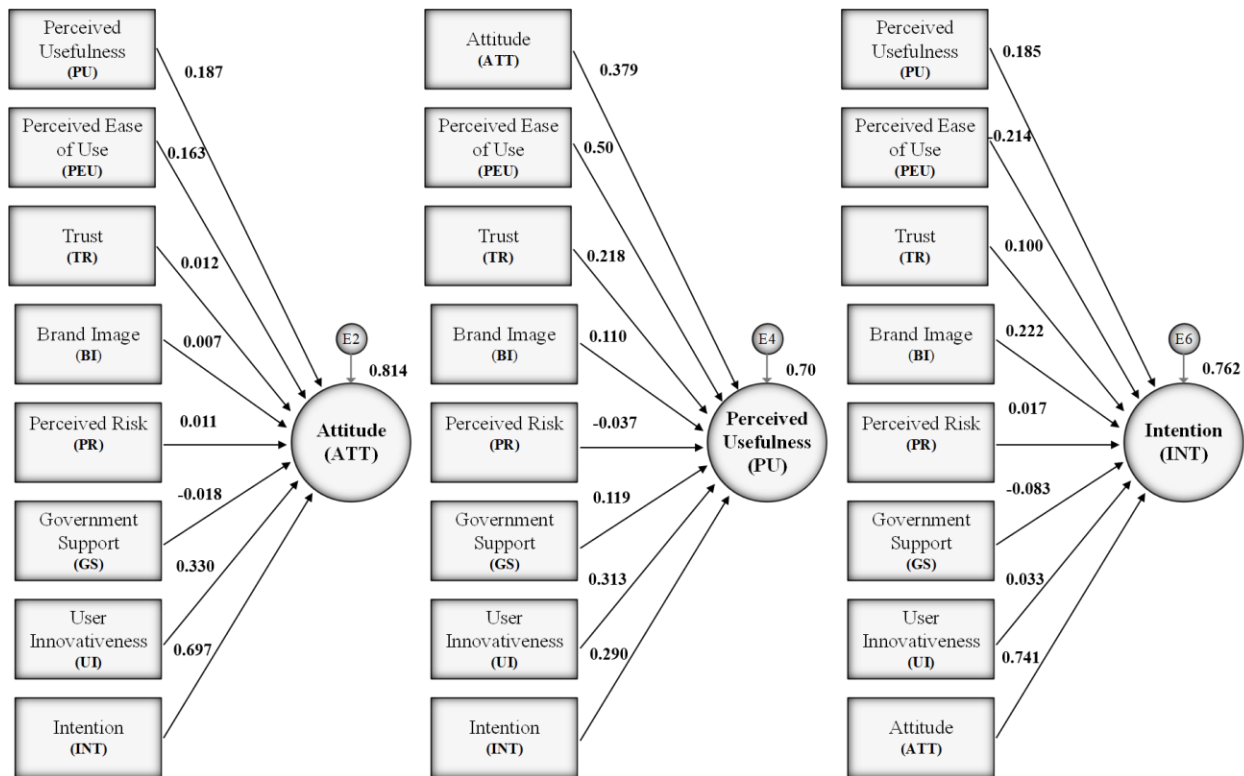 Perceived
Usefulness
(PU)
0.187
Perceived Ease
of Use
(PEU)
0.163
Trust
(TR)
0.012
Brand Image
(BI)
0.007
Perceived Risk
(PR)
0.011
Government
Support
(GS)
-0.018
User
Innovativeness
(UI)
0.330
Intention
(INT)
0.697
E2
0.814
Attitude
(ATT)
Attitude
(ATT)
0.379
Perceived Ease
of Use
(PEU)
0.50
Trust
(TR)
0.218
Brand Image
(BI)
0.110
Perceived Risk
(PR)
-0.037
Government
Support
(GS)
0.119
User
Innovativeness
(UI)
0.313
Intention
(INT)
0.290
E4
0.70
Perceived
Usefulness
(PU)
Perceived
Usefulness
(PU)
0.185
Perceived Ease
of Use
(PEU)
-0.214
Trust
(TR)
0.100
Brand Image
(BI)
0.222
Perceived Risk
(PR)
0.017
Government
Support
(GS)
-0.083
User
Innovativeness
(UI)
0.033
Attitude
(ATT)
0.741
E6
0.762
Intention
(INT)